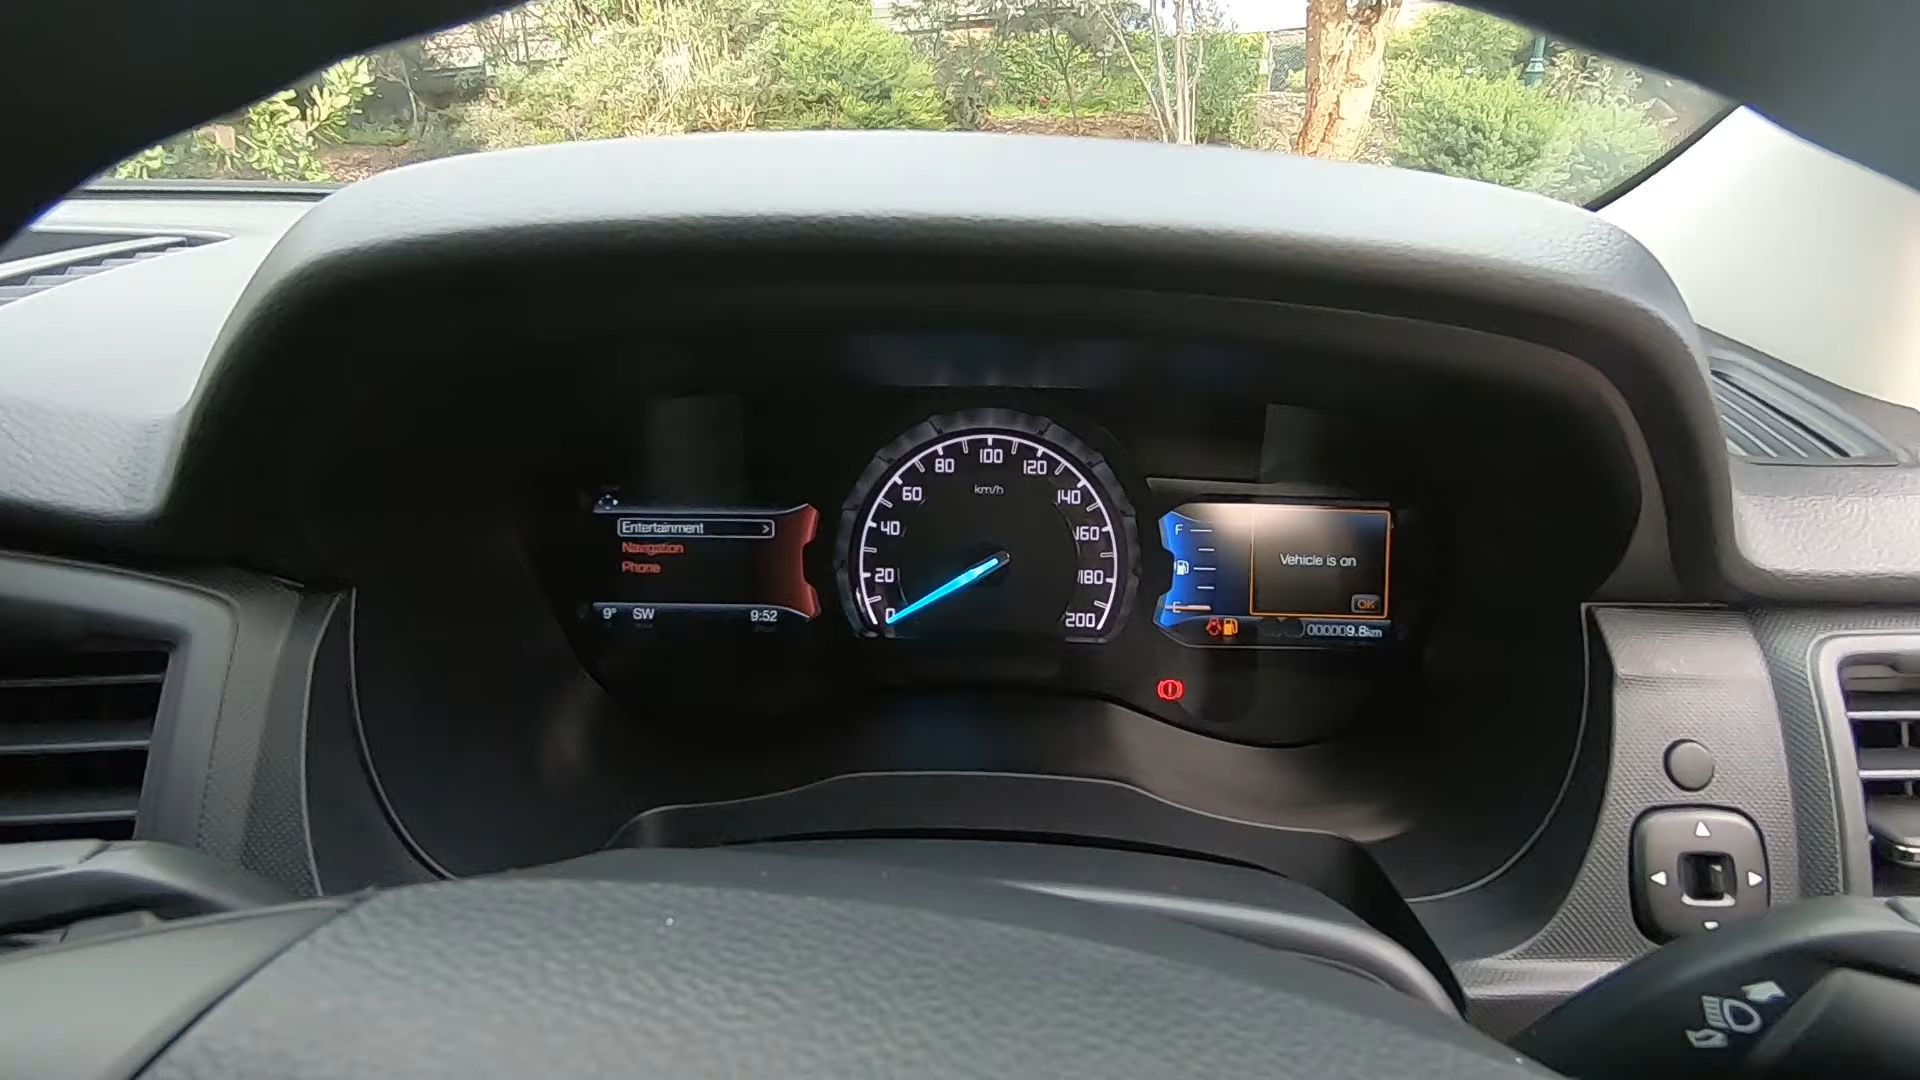 Entertainment >
Navigation
Phone
9° SW 9:52
0
20
40
60
80
100
120
140
160
180
200
km/h
F
E
Vehicle is on
OK
000009.8km